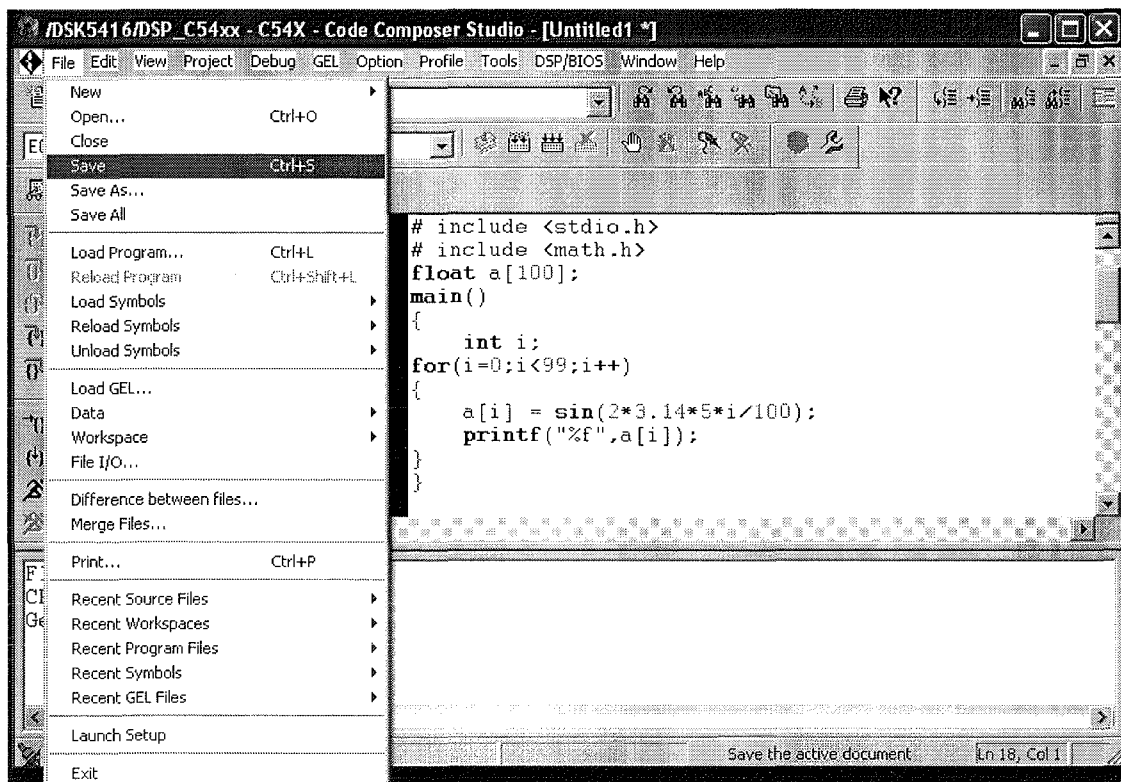 /DSK5416/DSP_C54xx - C54X - Code Composer Studio - [Untitled1 *]
File Edit View Project Debug GEL Option Profile Tools DSP/BIOS Window Help
New
Open... Ctrl+O
Close
Save Ctrl+S
Save As...
Save All
Load Program... Ctrl+L
Reload Program Ctrl+Shift+L
Load Symbols
Reload Symbols
Unload Symbols
Load GEL...
Data
Workspace
File I/O...
Difference between files...
Merge Files...
Print... Ctrl+P
Recent Source Files
Recent Workspaces
Recent Program Files
Recent Symbols
Recent GEL Files
Launch Setup
Exit
# include <stdio.h>
# include <math.h>
float a[100];
main()
{
int i;
for(i=0;i<99;i++)
{
a[i] = sin(2*3.14*5*i/100);
printf("%f",a[i]);
}
}
Save the active document Ln 18, Col 1